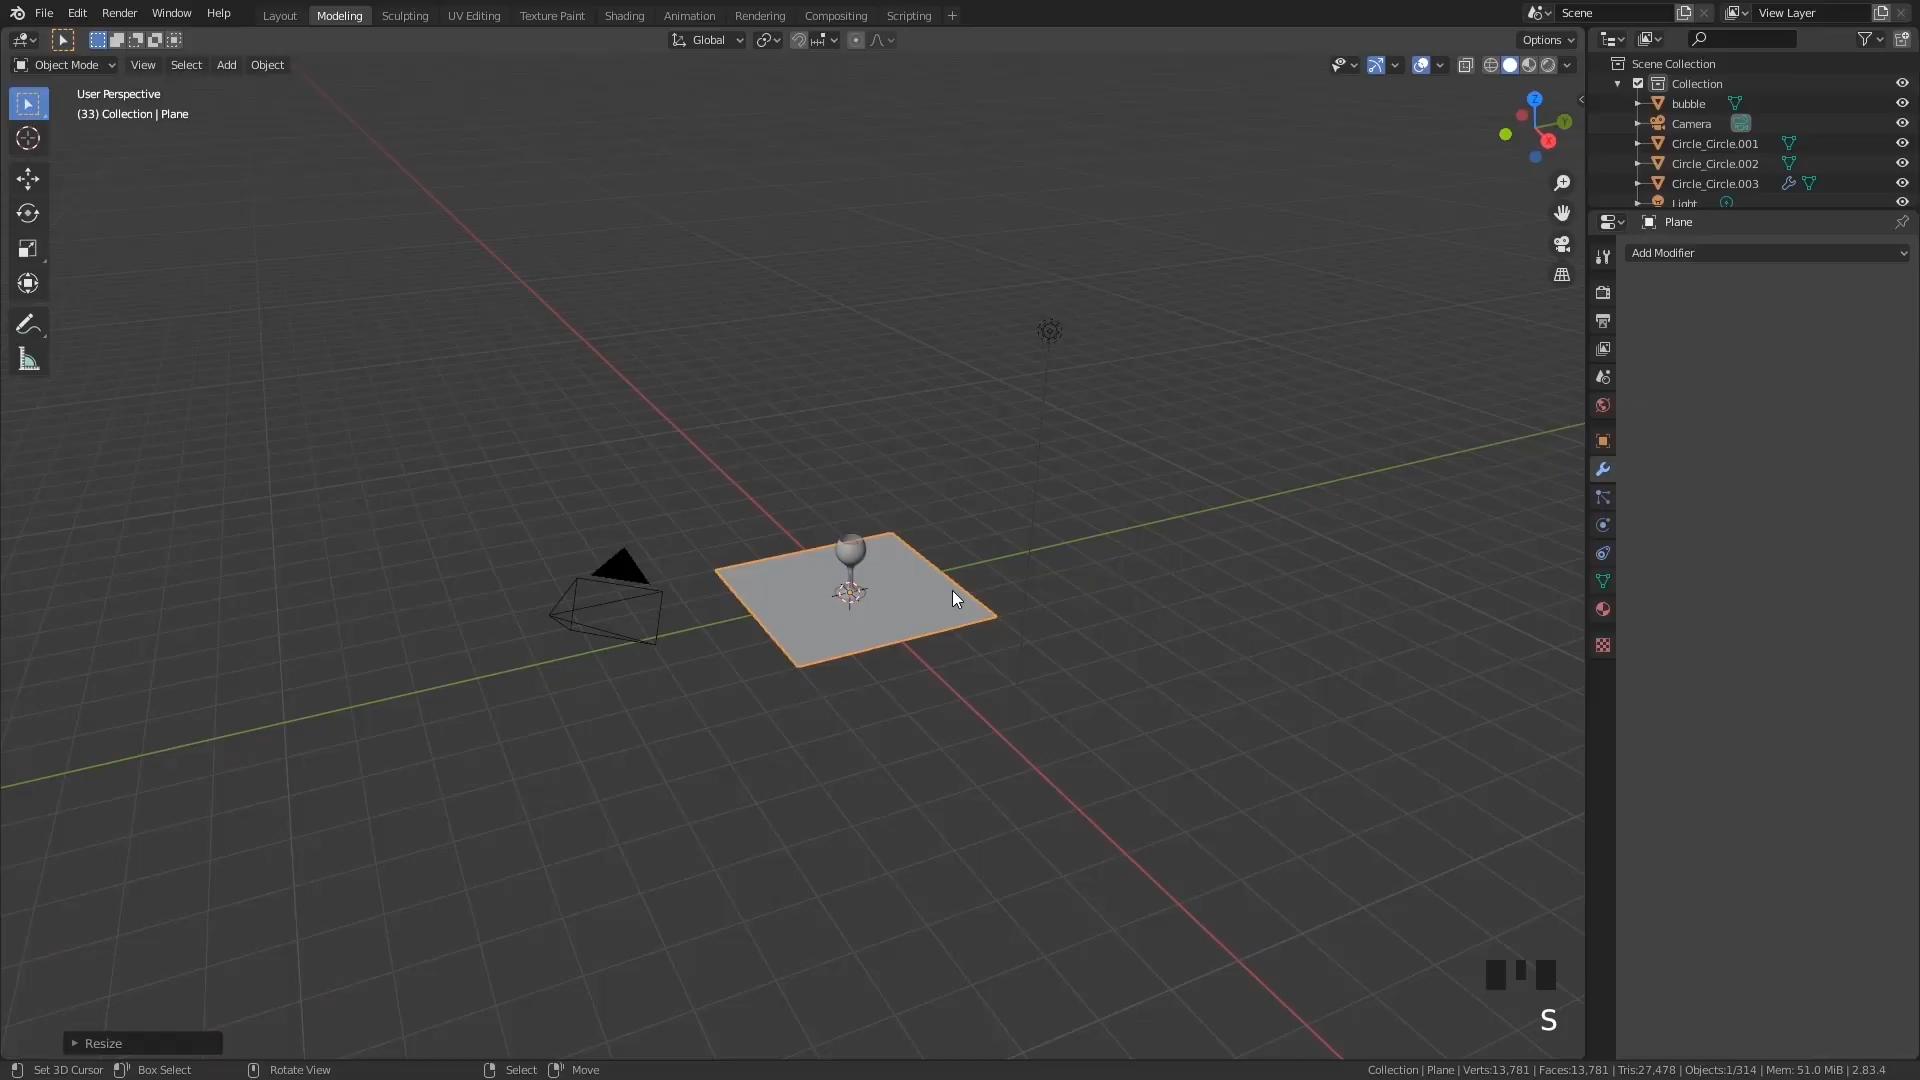 File Edit Render Window Help Layout Modeling Sculpting UV Editing Texture Paint Shading Animation Rendering Compositing Scripting + Scene View Layer
Global Options
Object Mode View Select Add Object
User Perspective
(33) Collection | Plane
Z
Y
X
Scene Collection
Collection
bubble
Camera
Circle_Circle.001
Circle_Circle.002
Circle_Circle.003
Light
Plane
Add Modifier
S
Resize
Set 3D Cursor Box Select Rotate View Select Move Collection | Plane | Verts:13,781 | Faces:13,781 | Tris:27,478 | Objects:1/314 | Mem: 51.0 MiB | 2.83.4